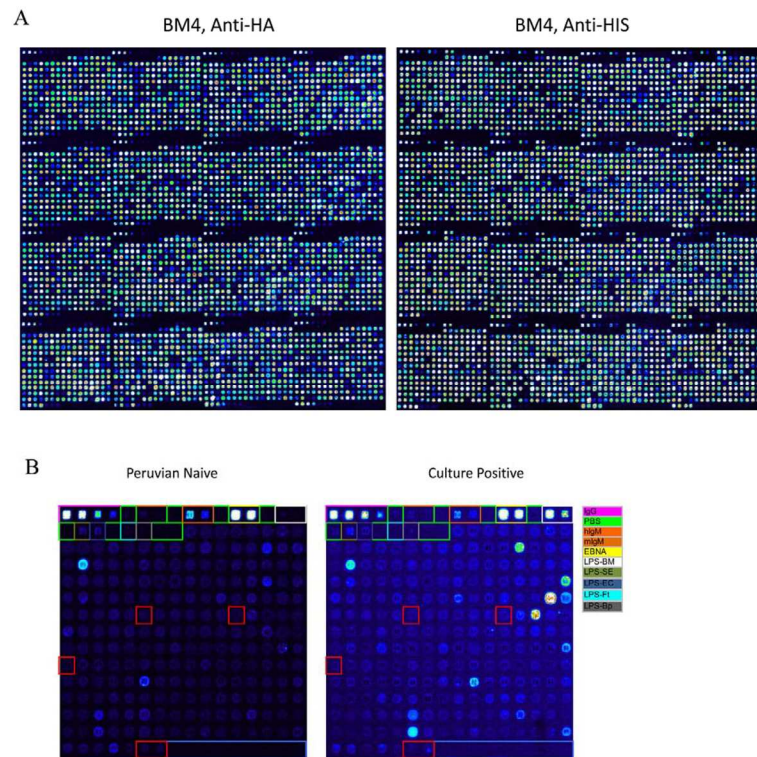 A
BM4, Anti-HA
BM4, Anti-HIS
B
Peruvian Naive
Culture Positive
IgG
PBS
hIgM
mIgM
EBNA
LPS-BM
LPS-SE
LPS-EC
LPS-Ft
LPS-Bp